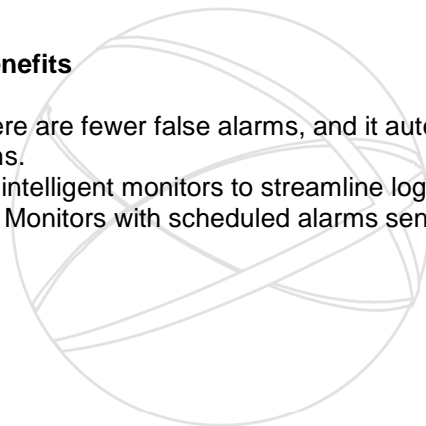 enefits
ere are fewer false alarms, and it auto
ns.
intelligent monitors to streamline log
Monitors with scheduled alarms sen